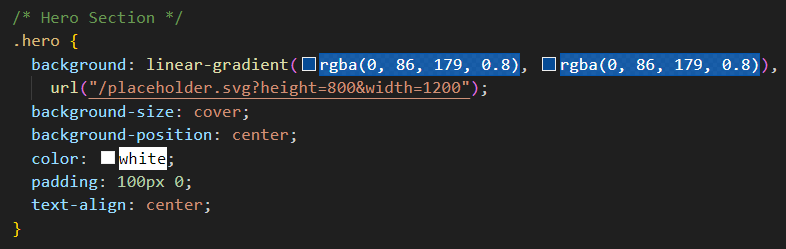 /* Hero Section */
.hero {
background: linear-gradient(rgba(0, 86, 179, 0.8), rgba(0, 86, 179, 0.8)),
url("/placeholder.svg?height=800&width=1200");
background-size: cover;
background-position: center;
color: white;
padding: 100px 0;
text-align: center;
}